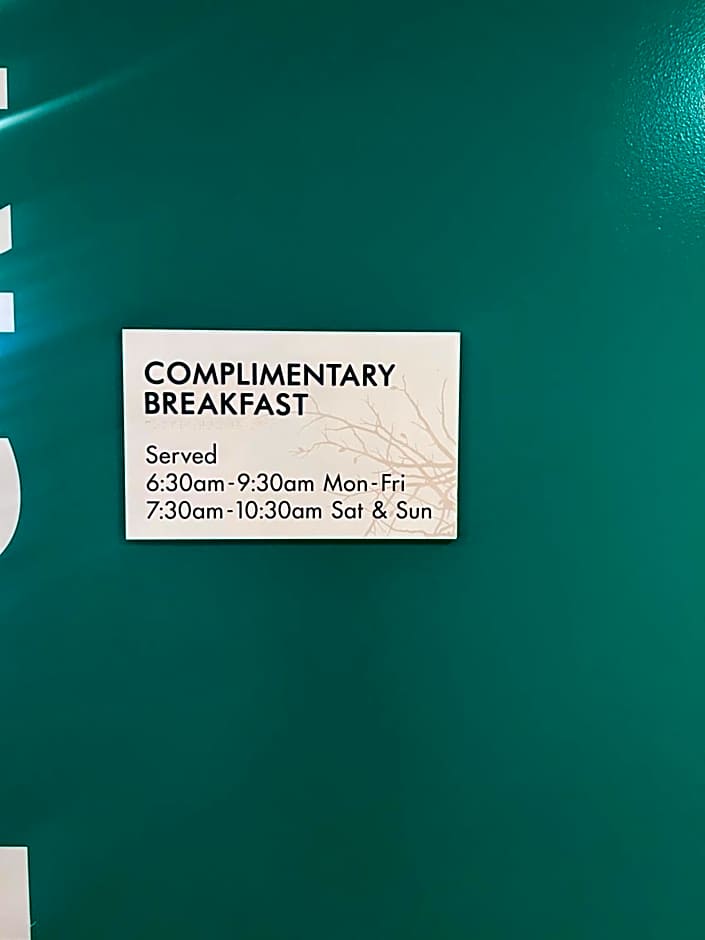 COMPLIMENTARY
BREAKFAST
Served
6:30am-9:30am Mon-Fri
7:30am-10:30am Sat & Sun